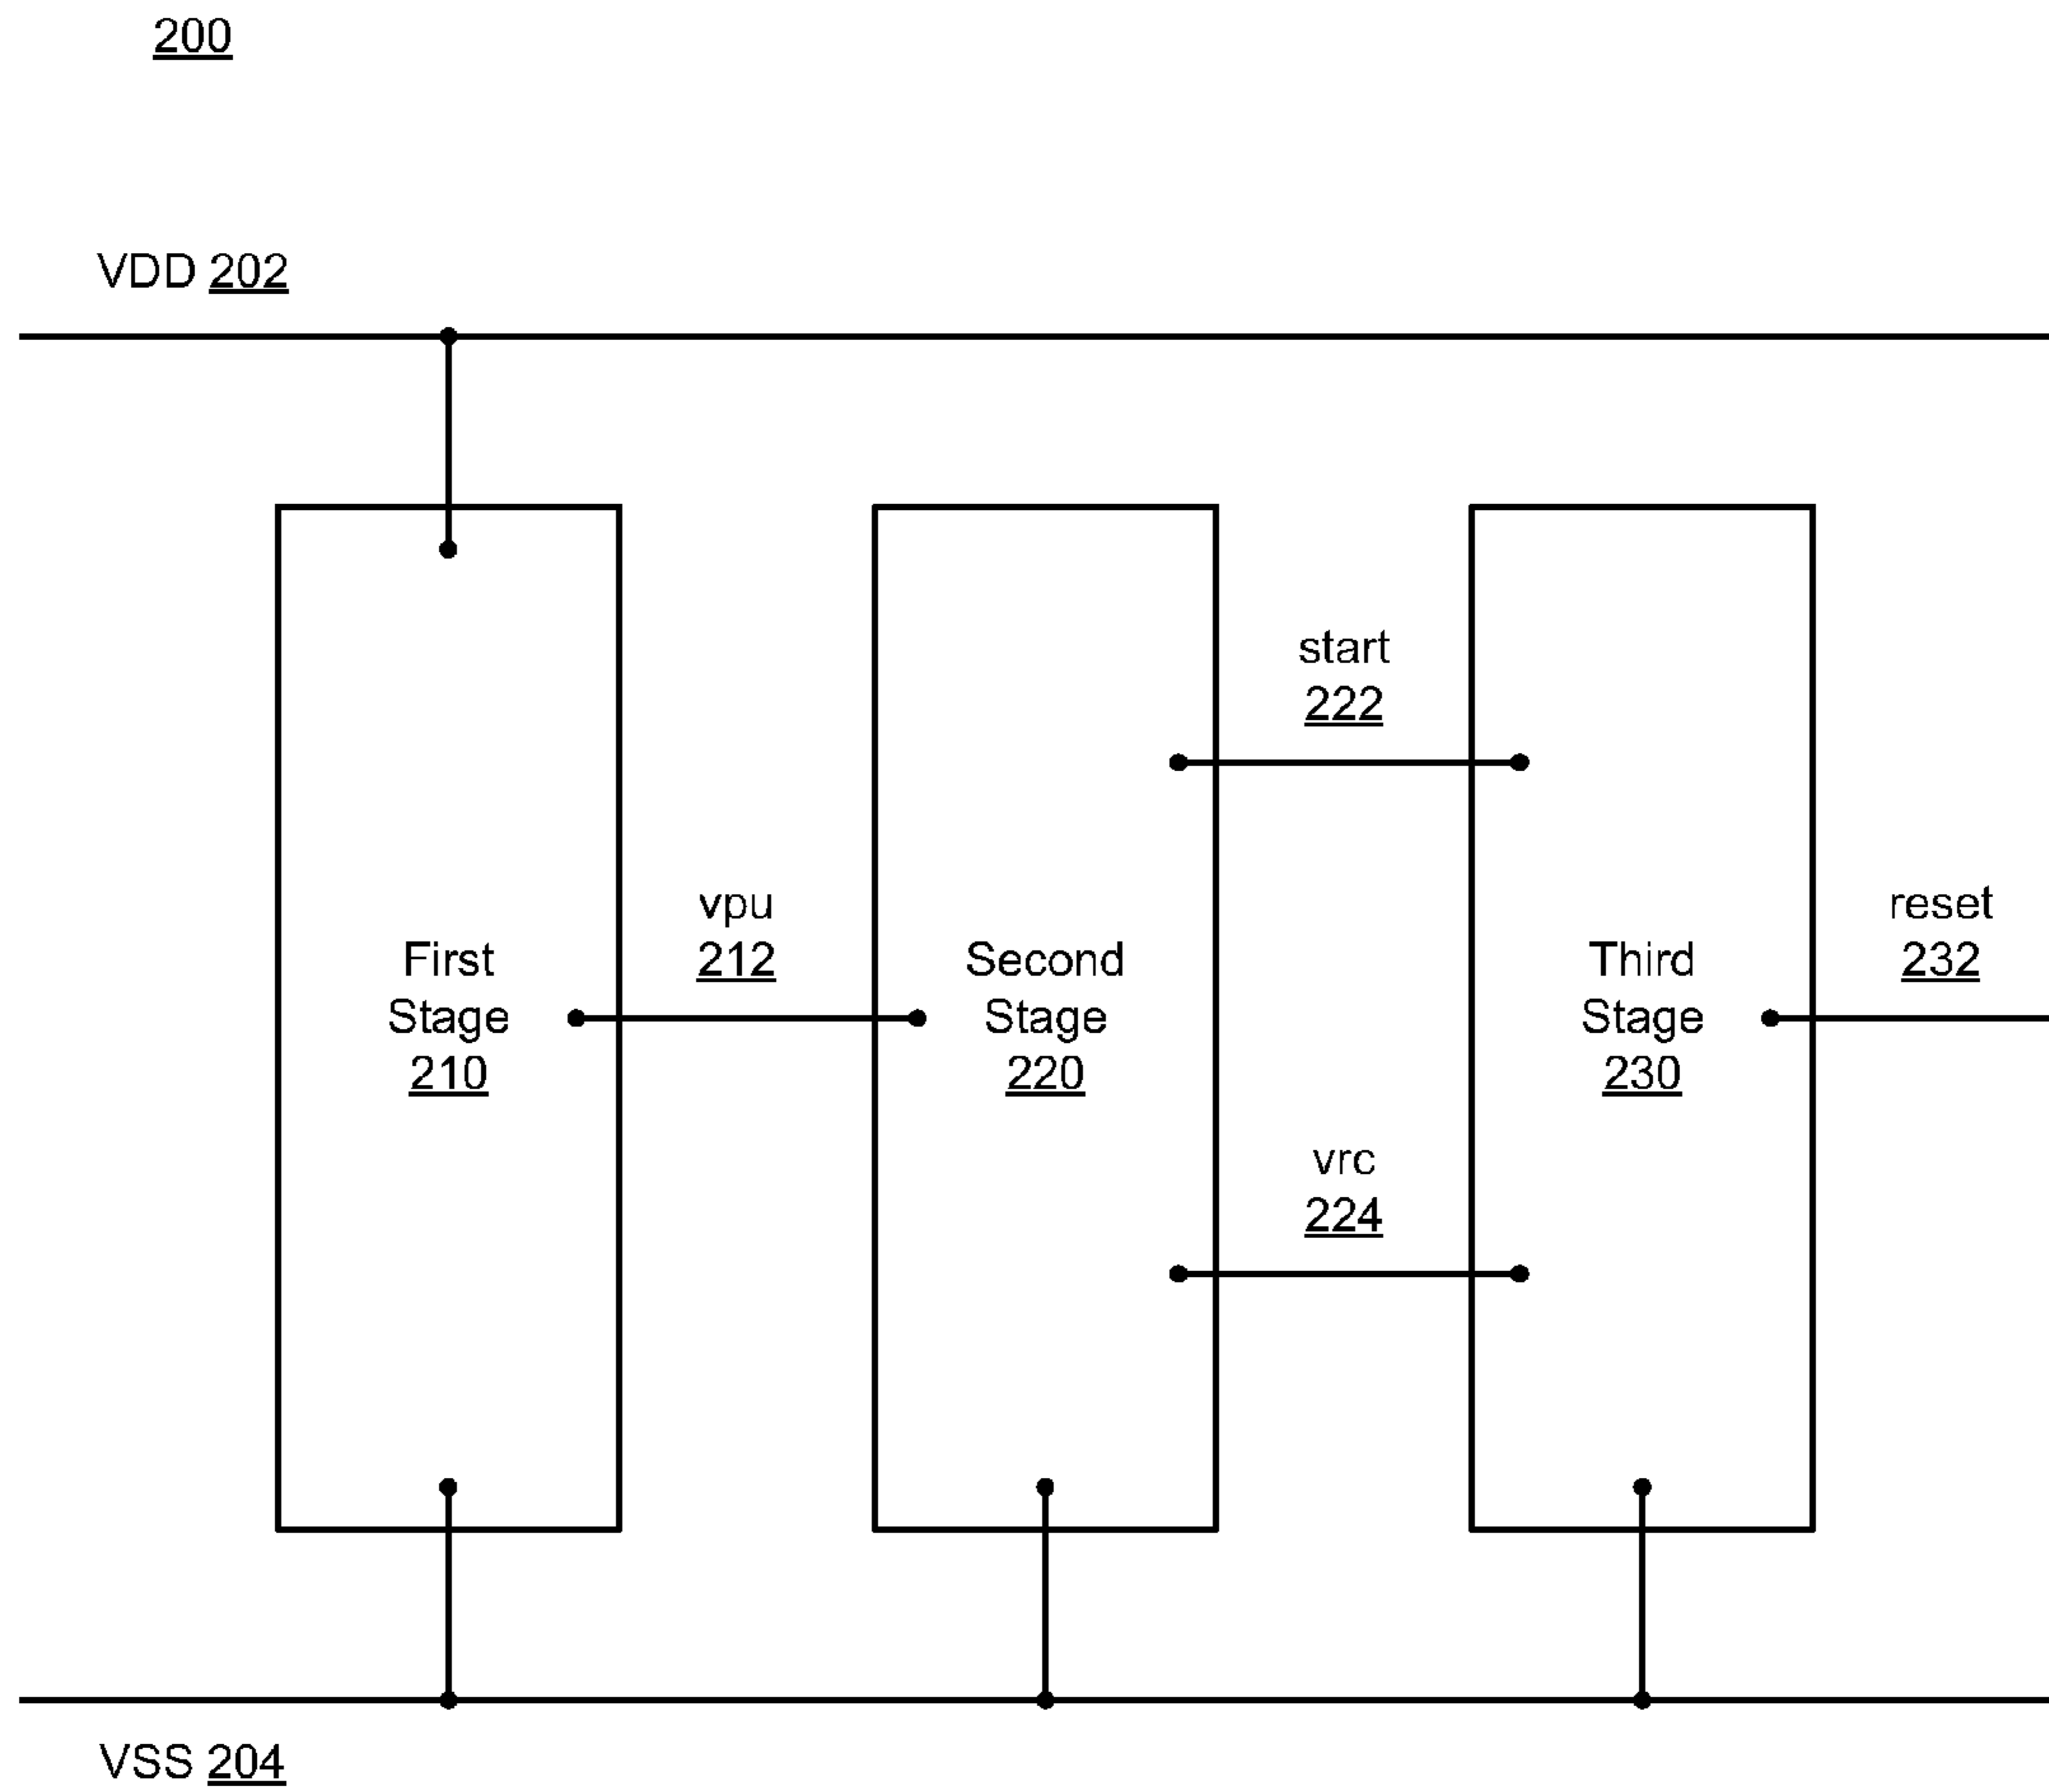 200
VDD 202
start
222
vpu
212
reset
232
First
Stage
210
Second
Stage
220
Third
Stage
230
vrc
224
VSS 204